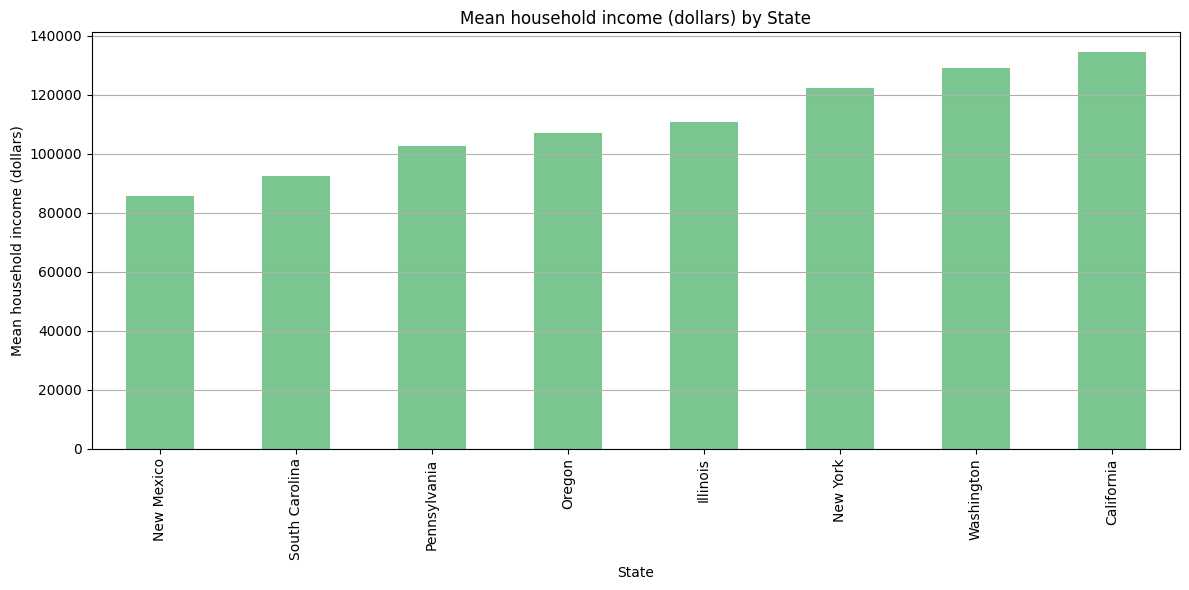 Mean household income (dollars) by State
Mean household income (dollars)
140000
120000
100000
80000
60000
40000
20000
0
New Mexico
South Carolina
Pennsylvania
Oregon
Illinois
New York
Washington
California
State